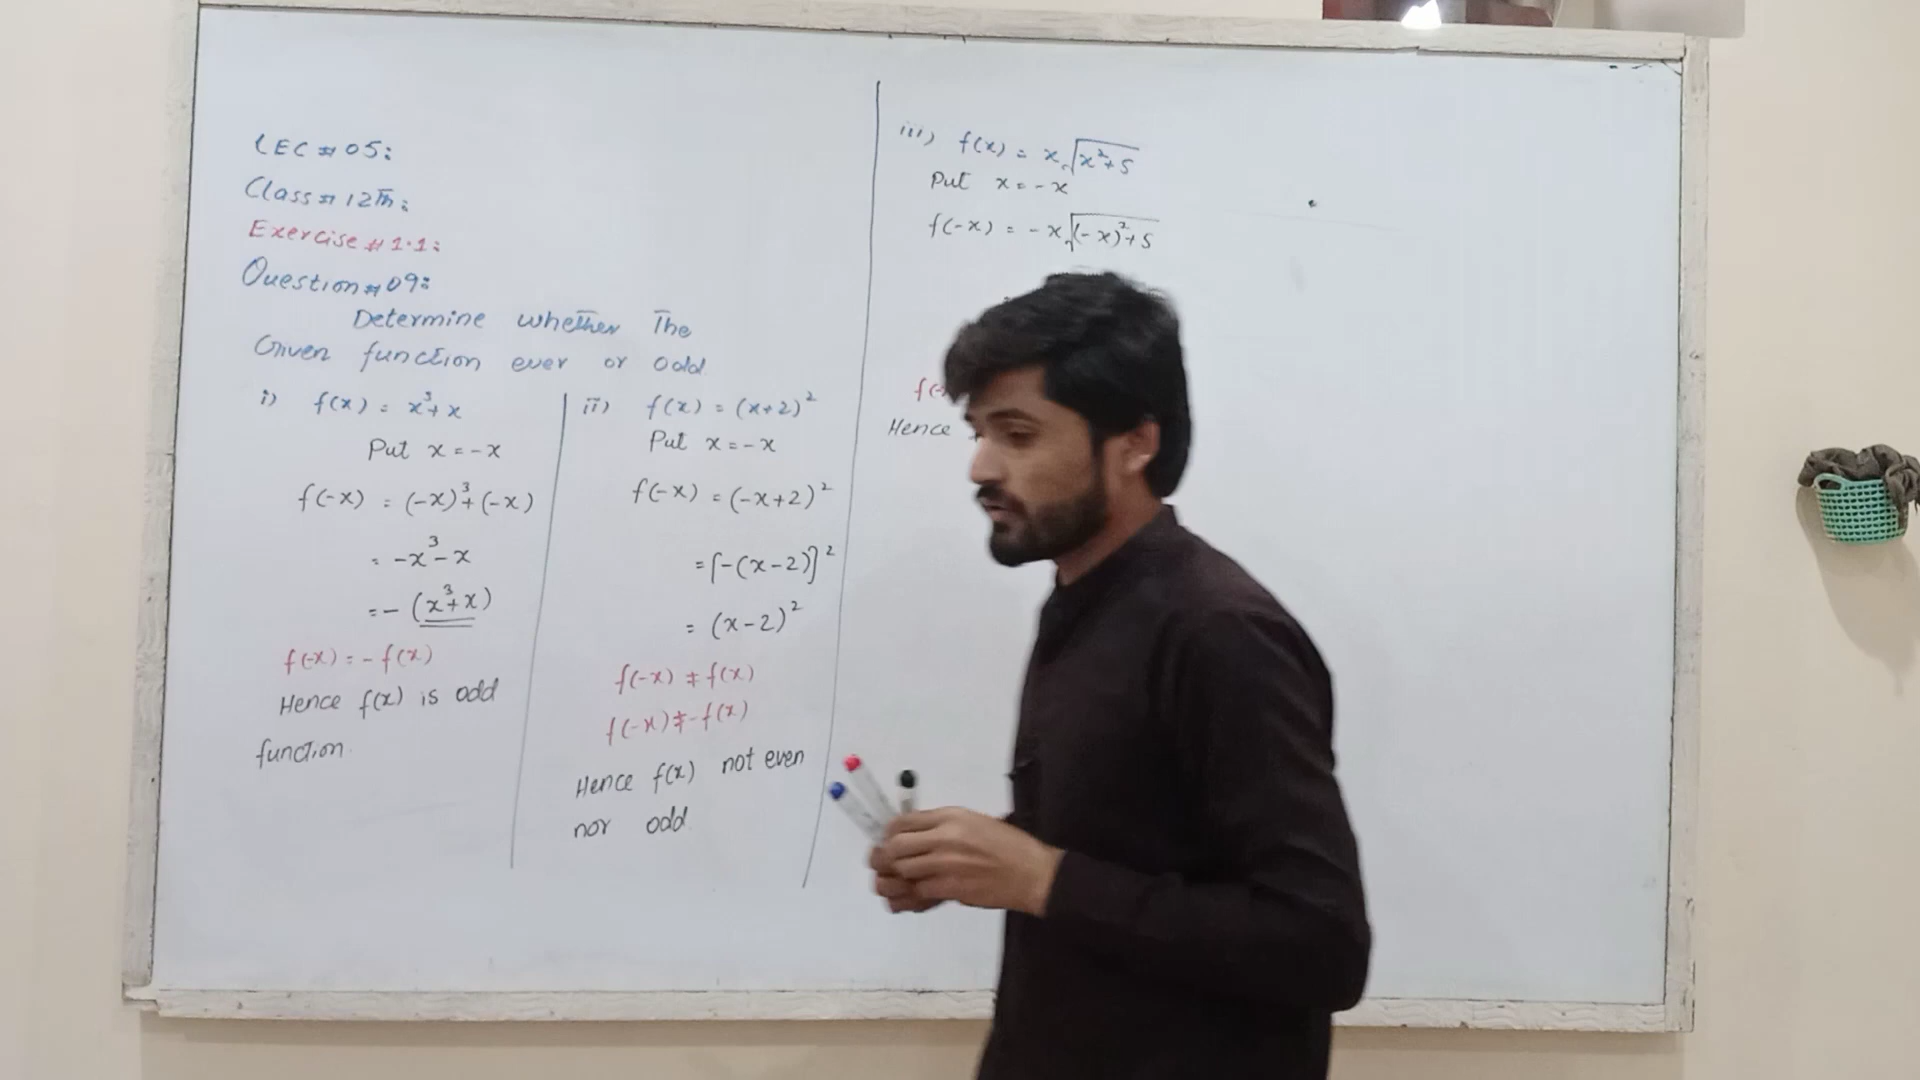 LEC # 05:
Class # 12th:
Exercise # 1.1:
Question # 09:
Determine whether The
Given function ever or odd.
i) f(x) = x³+x
Put x=-x
f(-x) = (-x)³+(-x)
= -x³-x
= -(x³+x)
f(-x) = -f(x)
Hence f(x) is odd
function.
ii) f(x) = (x+2)²
Put x=-x
f(-x) = (-x+2)²
= [-(x-2)]²
= (x-2)²
f(-x) ≠ f(x)
f(-x) ≠ -f(x)
Hence f(x) not even
nor odd
iii) f(x) = x√(x²+5)
Put x=-x
f(-x) = -x√((-x)²+5)
f(-
Hence